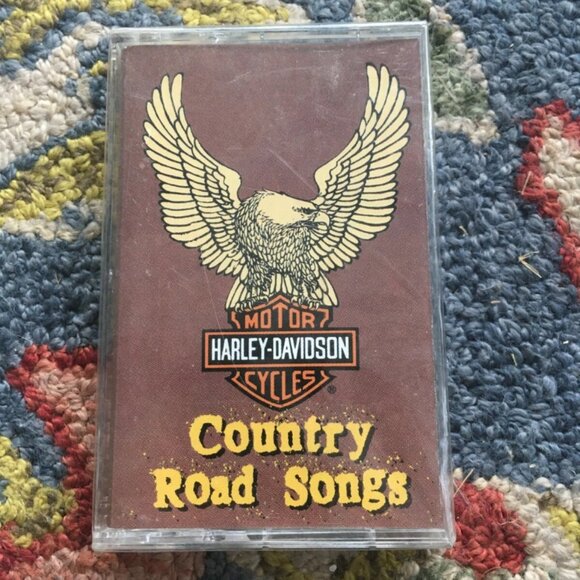 MOTOR
HARLEY-DAVIDSON
CYCLES ®
Country
Road Songs